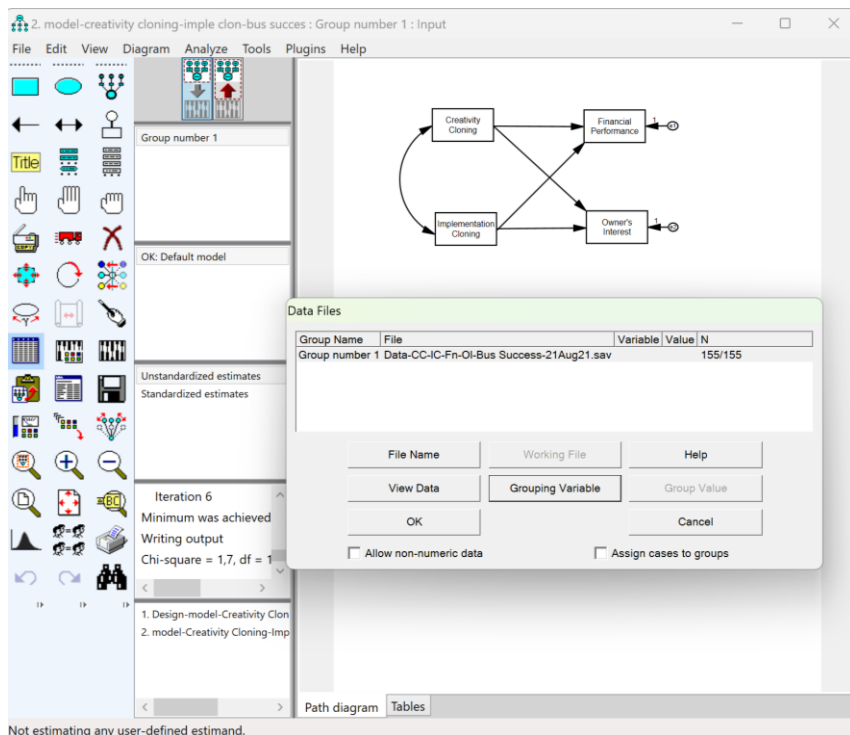 2. model-creativity cloning-imple clon-bus succes : Group number 1 : Input
File Edit View Diagram Analyze Tools Plugins Help
Title
Group number 1
OK: Default model
Unstandardized estimates
Standardized estimates
Iteration 6
Minimum was achieved
Writing output
Chi-square = 1,7, df = 1
1. Design-model-Creativity Clon
2. model-Creativity Cloning-Imp
Creativity
Cloning
Financial
Performance
1
e1
Implementation
Cloning
Owner's
Interest
1
e2
Data Files
Group Name File Variable Value N
Group number 1 Data-CC-IC-Fn-OI-Bus Success-21Aug21.sav 155/155
File Name Working File Help
View Data Grouping Variable Group Value
OK Cancel
Allow non-numeric data Assign cases to groups
Path diagram Tables
Not estimating any user-defined estimand.